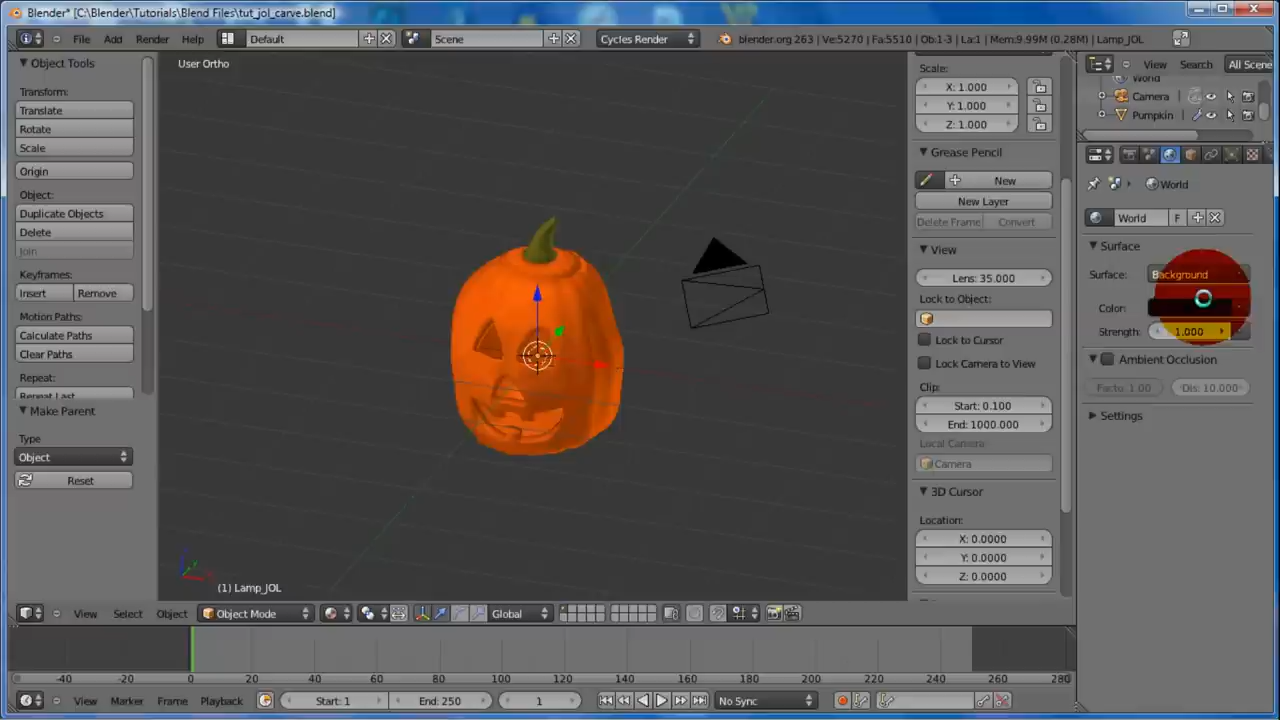 Blender* [C:\Blender\Tutorials\Blend Files\tut_jol_carve.blend]
File Add Render Help Default Scene Cycles Render blender.org 263 | Ve:5270 | Fa:5510 | Ob:1-3 | La:1 | Mem:9.99M (0.28M) | Lamp_JOL
Object Tools
Transform:
Translate
Rotate
Scale
Origin
Object:
Duplicate Objects
Delete
Join
Keyframes:
Insert Remove
Motion Paths:
Calculate Paths
Clear Paths
Repeat:
Repeat Last
Make Parent
Type
Object
Reset
User Ortho
(1) Lamp_JOL
Scale:
X: 1.000
Y: 1.000
Z: 1.000
Grease Pencil
New
New Layer
Delete Frame Convert
View
Lens: 35.000
Lock to Object:
Lock to Cursor
Lock Camera to View
Clip:
Start: 0.100
End: 1000.000
Local Camera:
Camera
3D Cursor
Location:
X: 0.0000
Y: 0.0000
Z: 0.0000
View Search All Scene
World
Camera
Pumpkin
World
World F
Surface
Surface: Background
Color:
Strength: 1.000
Ambient Occlusion
Facto: 1.00 Dis: 10.000
Settings
View Select Object Object Mode Global
-40 -20 0 20 40 60 80 100 120 140 160 180 200 220 240 260 280
View Marker Frame Playback Start: 1 End: 250 1 No Sync